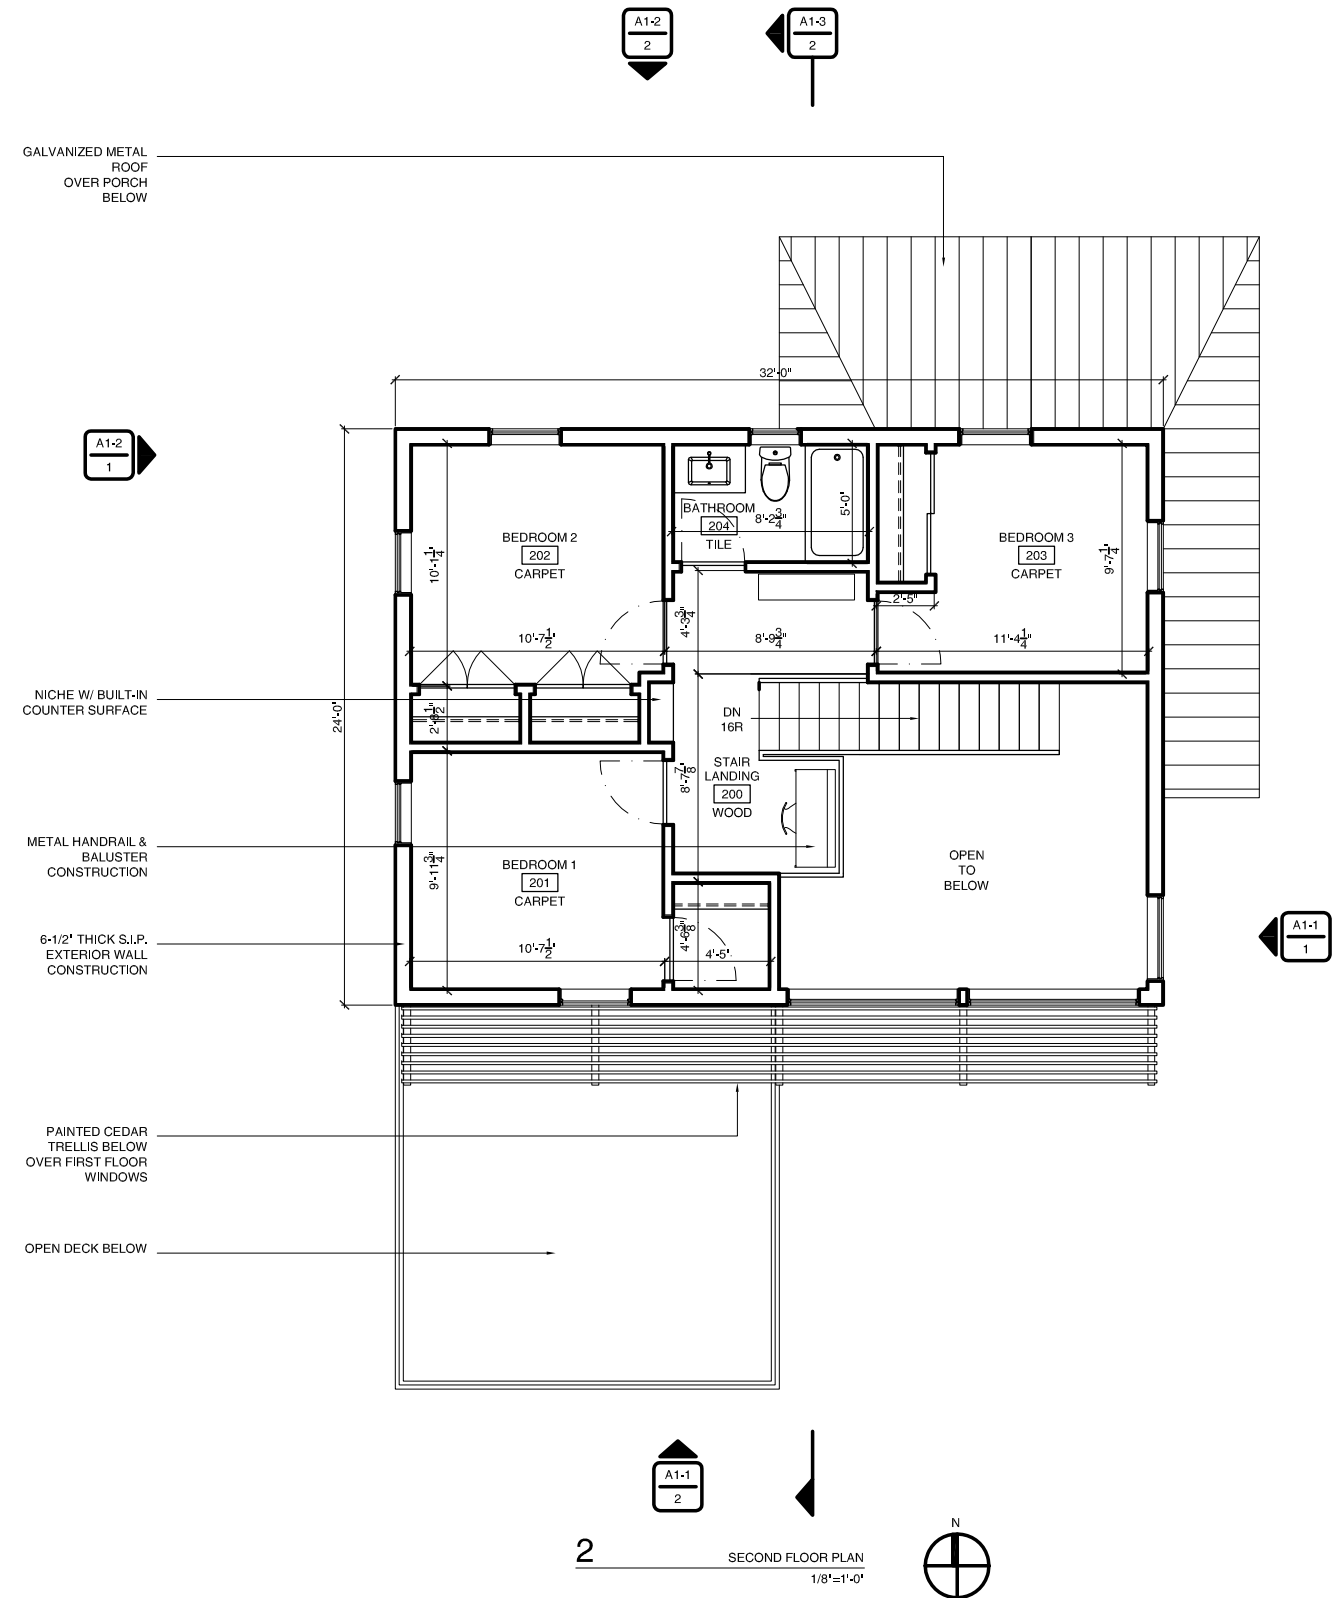 A1-2
2
A1-3
2
GALVANIZED METAL
ROOF
OVER PORCH
BELOW
32'-0"
A1-2
1
24'-0"
BEDROOM 2
202
CARPET
10'-1 1/4"
10'-7 1/2"
BATHROOM
204
TILE
8'-2 3/4"
5'-0"
BEDROOM 3
203
CARPET
9'-7 1/4"
2'-5"
11'-4 1/4"
4'-3 3/4"
8'-9 3/4"
NICHE W/ BUILT-IN
COUNTER SURFACE
DN
16R
STAIR
LANDING
200
WOOD
8'-7 7/8"
METAL HANDRAIL &
BALUSTER
CONSTRUCTION
BEDROOM 1
201
CARPET
9'-11 3/4"
10'-7 1/2"
OPEN
TO
BELOW
4'-6 3/8"
4'-5"
6-1/2" THICK S.I.P.
EXTERIOR WALL
CONSTRUCTION
A1-1
1
PAINTED CEDAR
TRELLIS BELOW
OVER FIRST FLOOR
WINDOWS
OPEN DECK BELOW
A1-1
2
2
SECOND FLOOR PLAN
1/8"=1'-0"
N